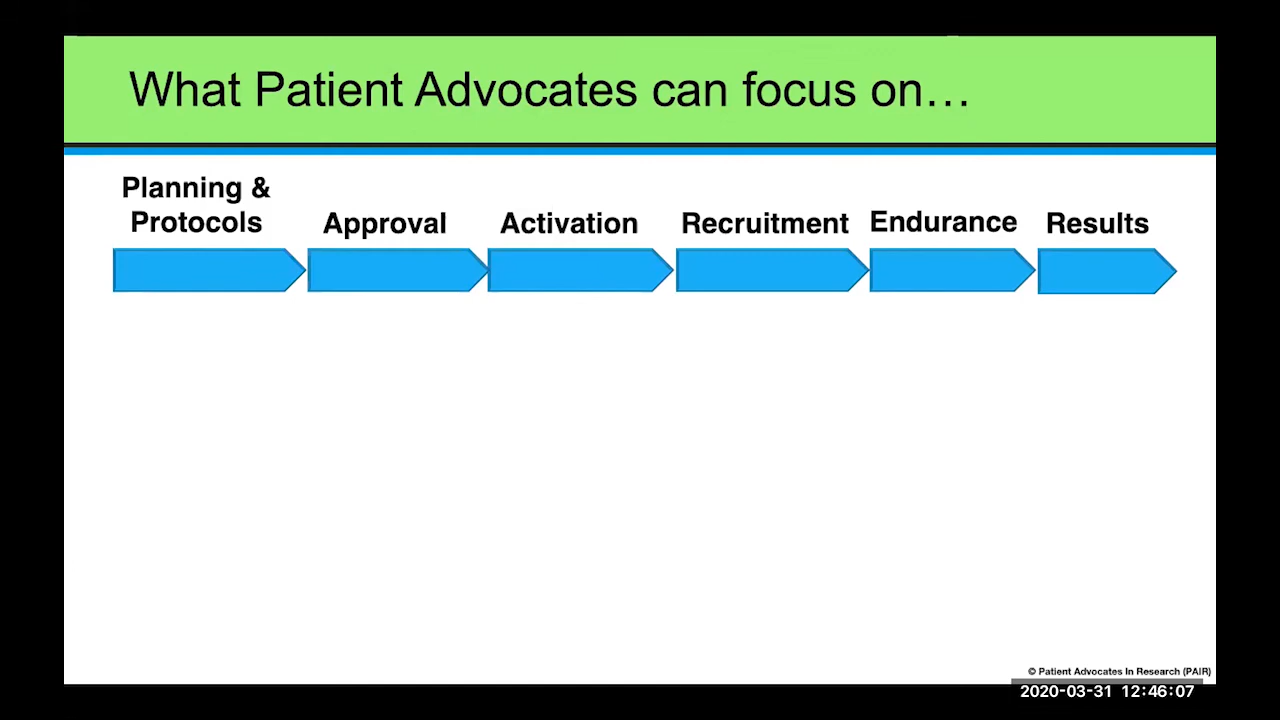 What Patient Advocates can focus on…
Planning &
Protocols
Approval
Activation
Recruitment
Endurance
Results
© Patient Advocates In Research (PAIR)
2020-03-31 12:46:07